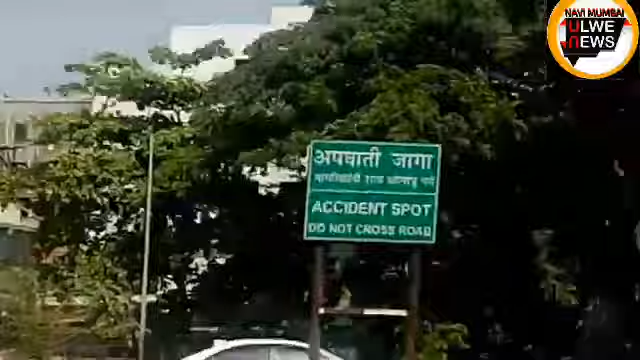 NAVI MUMBAI
ULWE
NEWS
अपघाती जागा
ACCIDENT SPOT
DO NOT CROSS ROAD